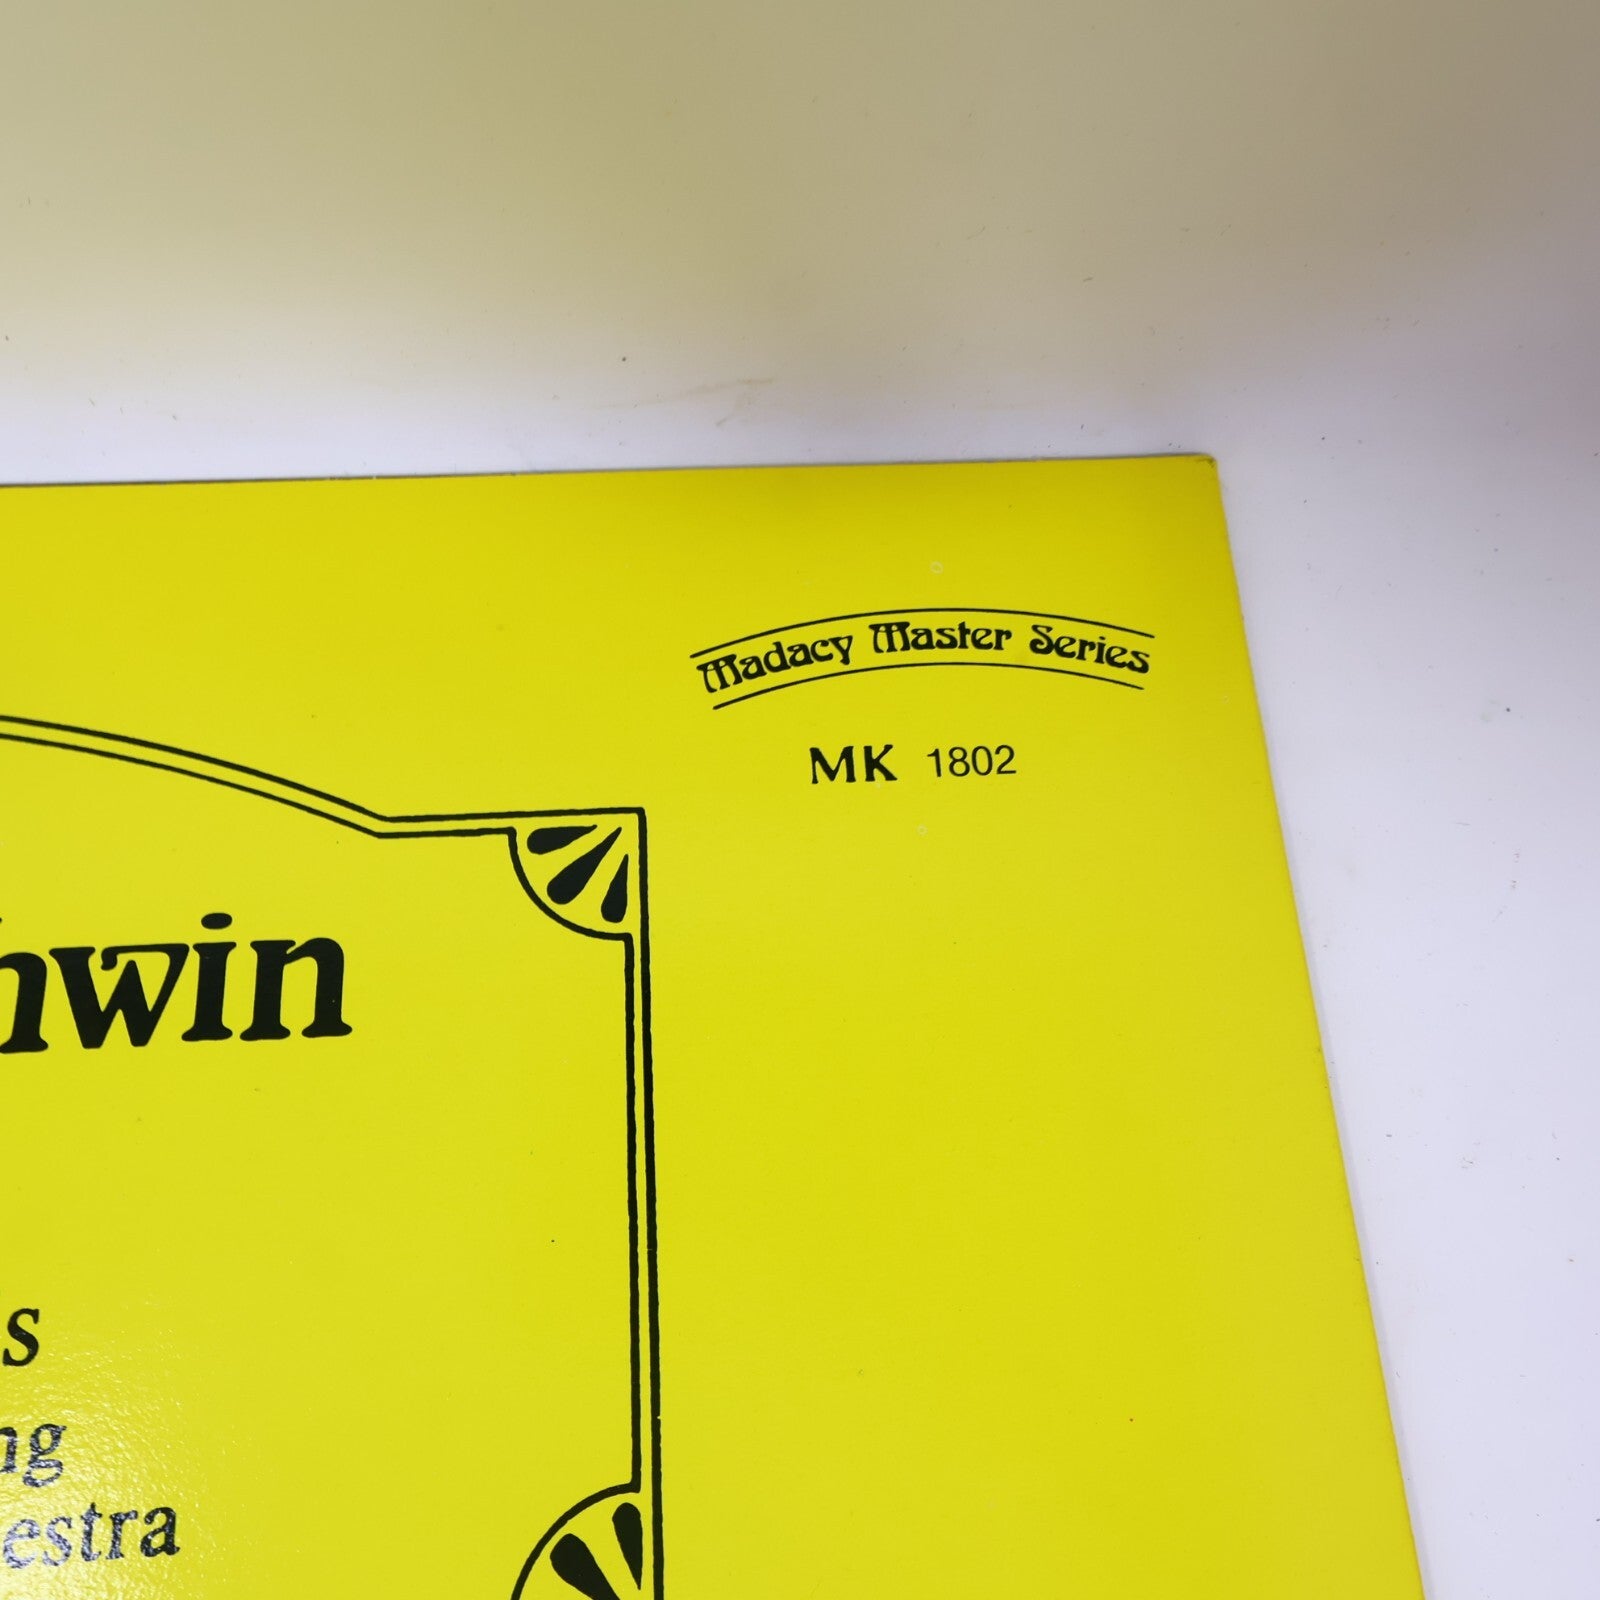 Madacy Master Series
MK 1802
hwin
s
ng
estra